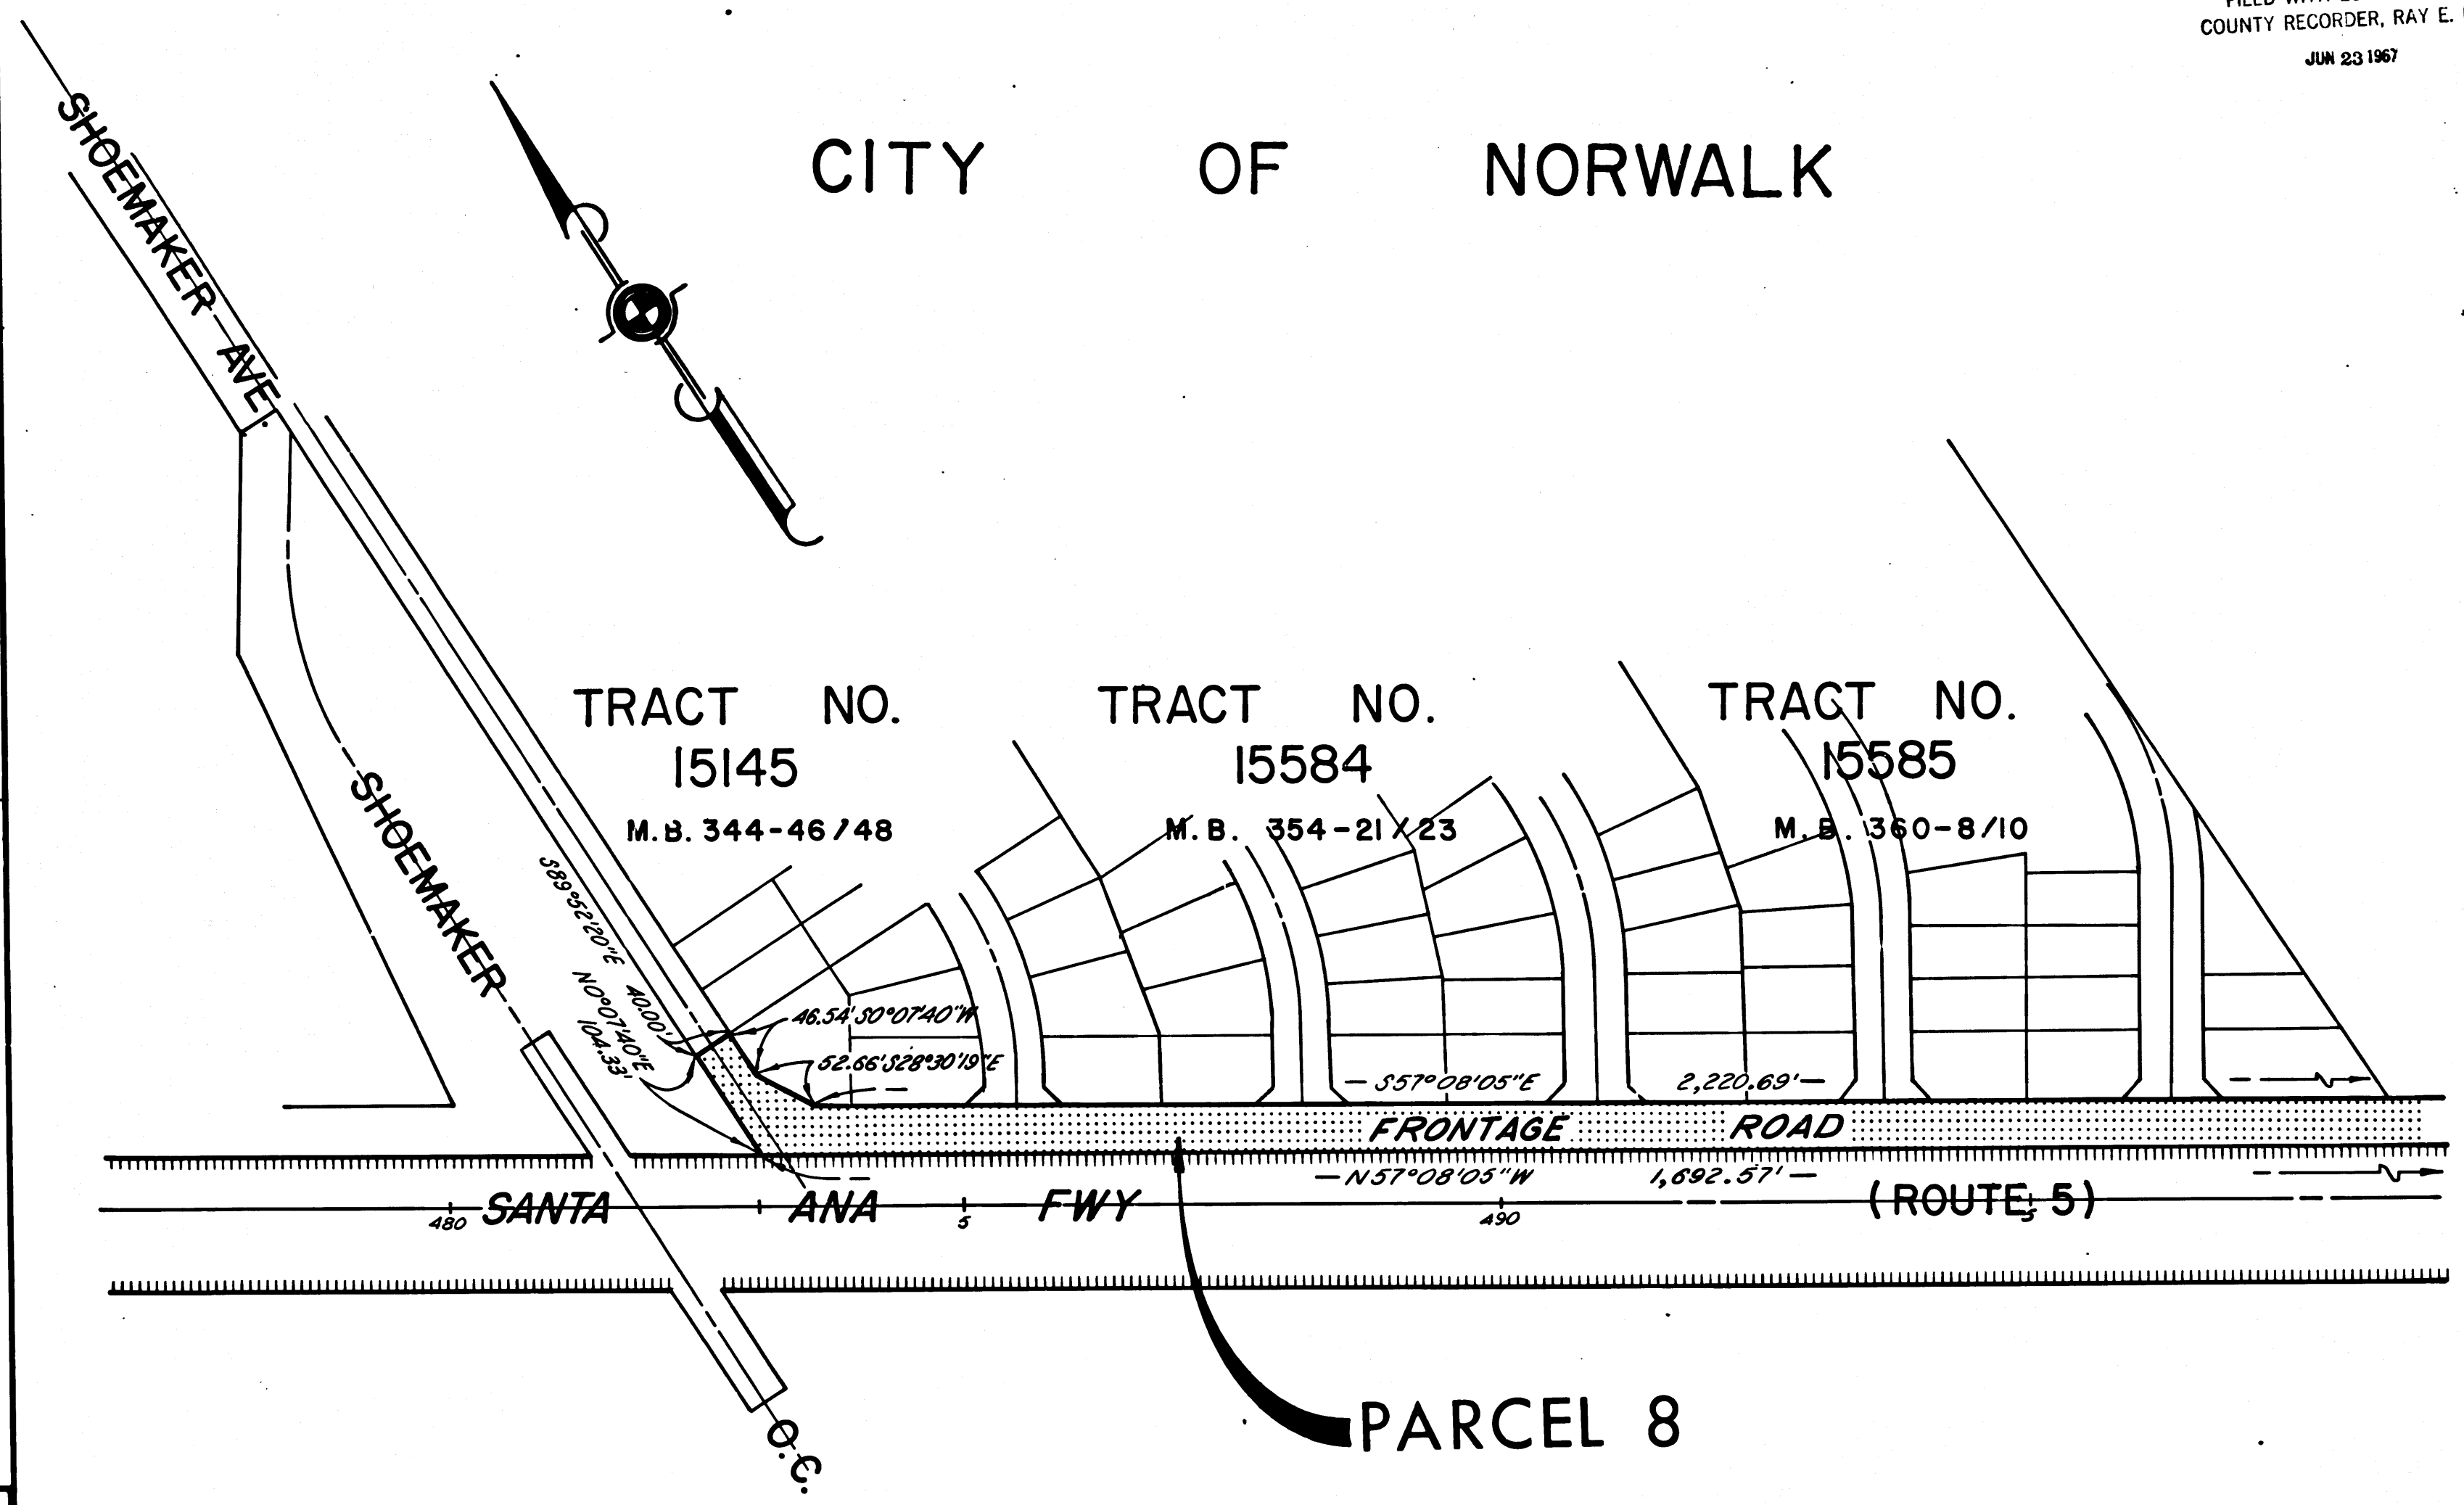 COUNTY RECORDER, RAY E.
JUN 23 1967
CITY OF NORWALK
SHOEMAKER AVE.
TRACT NO.
15145
M.B. 344-46/48
TRACT NO.
15584
M.B. 354-21/23
TRACT NO.
15585
M.B. 360-8/10
SHOEMAKER
S89°52'20"E 40.00'
N0°07'40"E
104.33'
46.54' S0°07'40"W
52.66' S28°30'19"E
S57°08'05"E 2,220.69'
FRONTAGE ROAD
N57°08'05"W 1,692.57'
SANTA ANA FWY (ROUTE 5)
480 5 490 5
PARCEL 8
O.C.